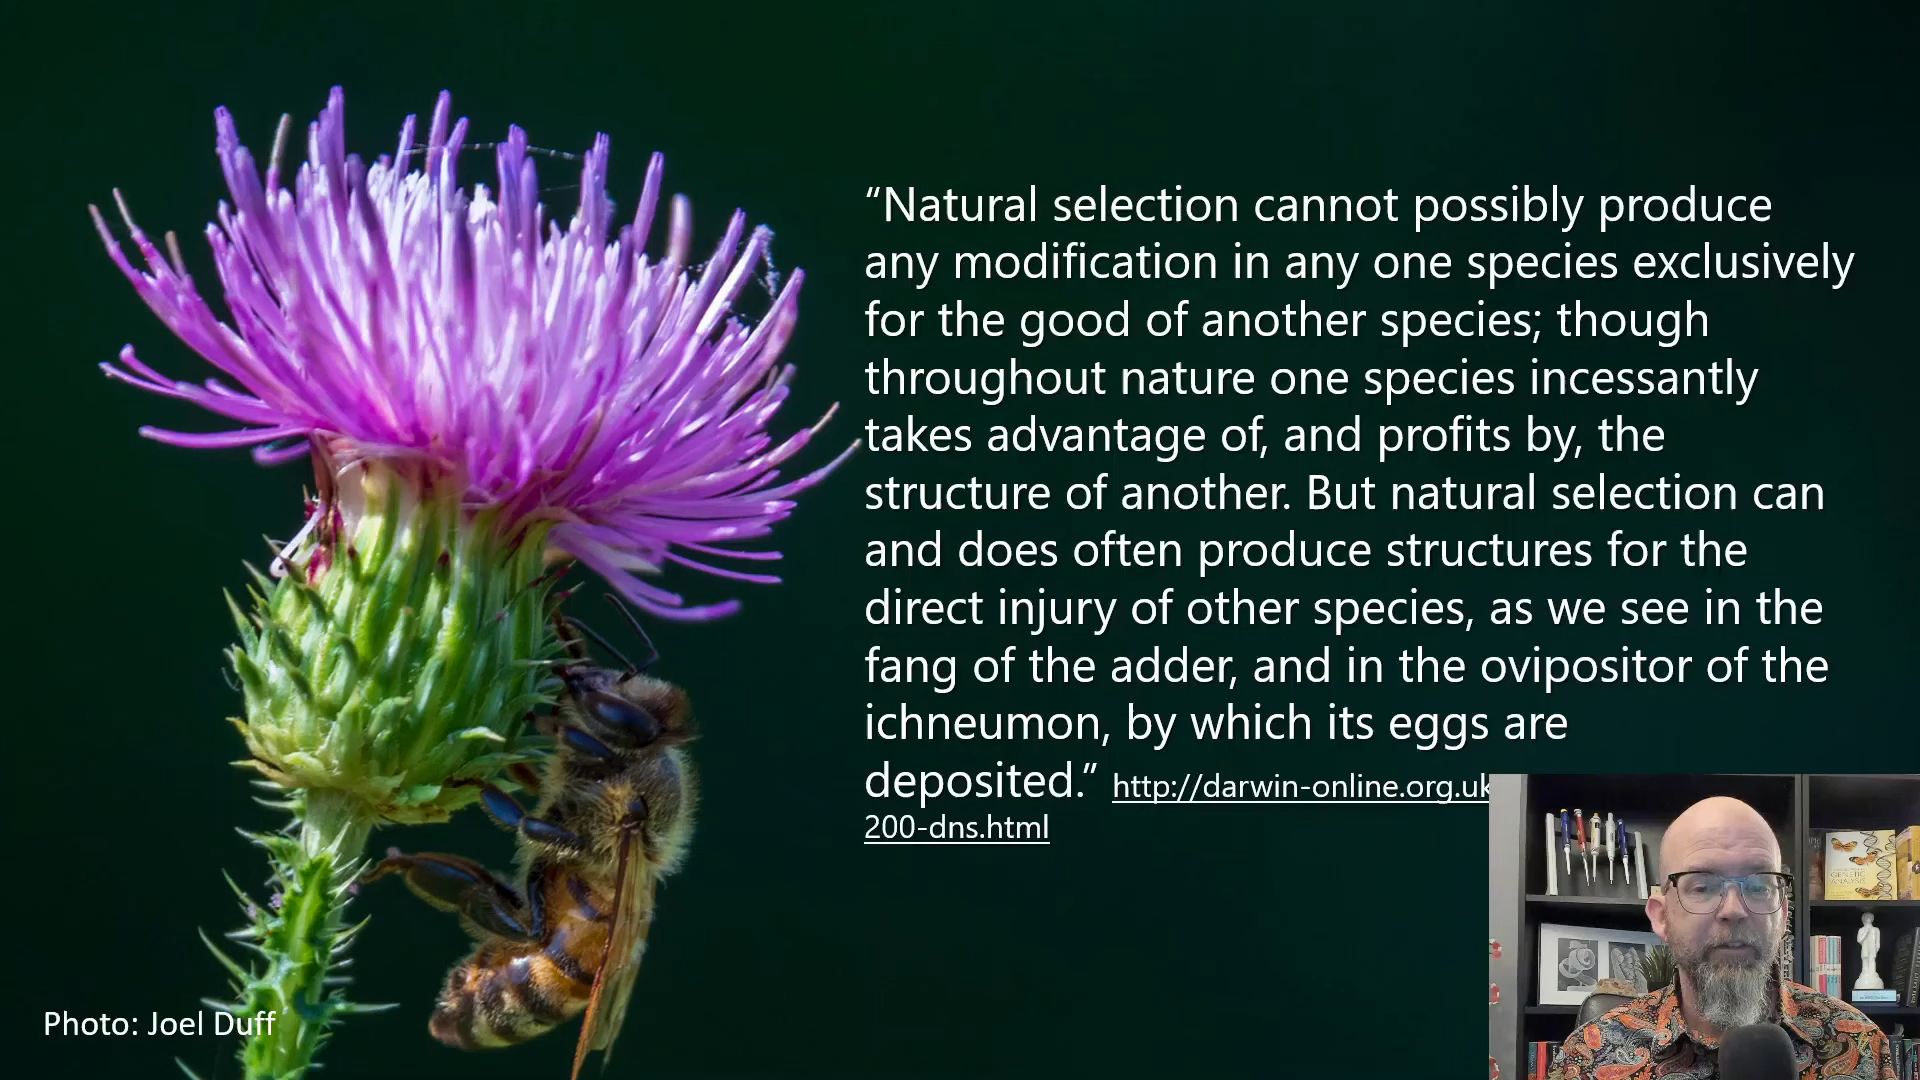 “Natural selection cannot possibly produce
any modification in any one species exclusively
for the good of another species; though
throughout nature one species incessantly
takes advantage of, and profits by, the
structure of another. But natural selection can
and does often produce structures for the
direct injury of other species, as we see in the
fang of the adder, and in the ovipositor of the
ichneumon, by which its eggs are
deposited.” http://darwin-online.org.uk
200-dns.html
GENETIC
ANALYSIS
Photo: Joel Duff